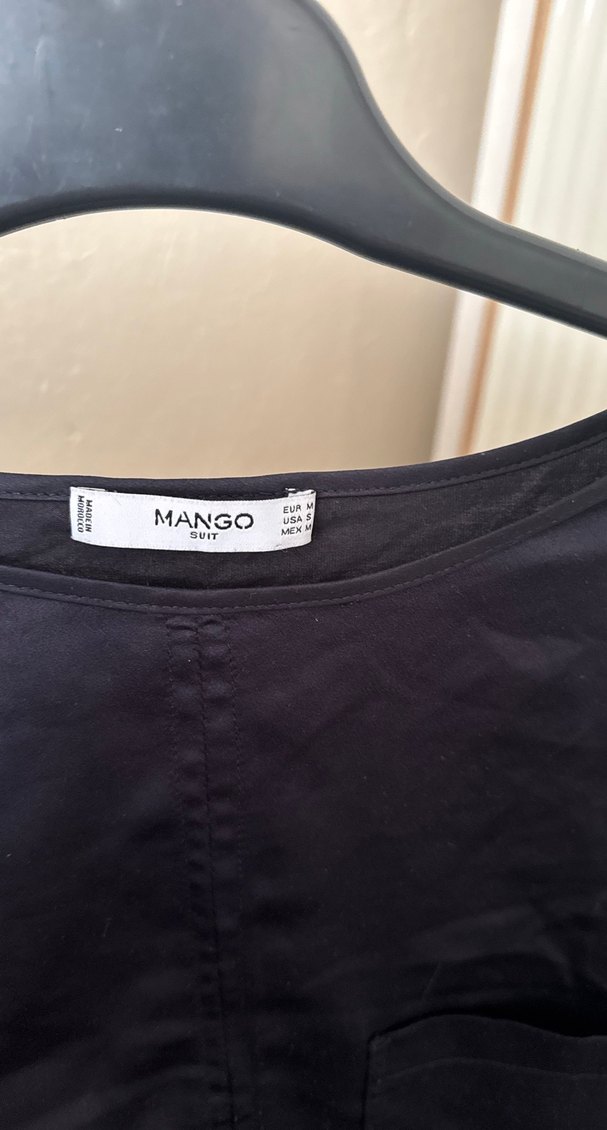 MADE IN
MOROCCO
MANGO
SUIT
EUR M
USA S
MEX M